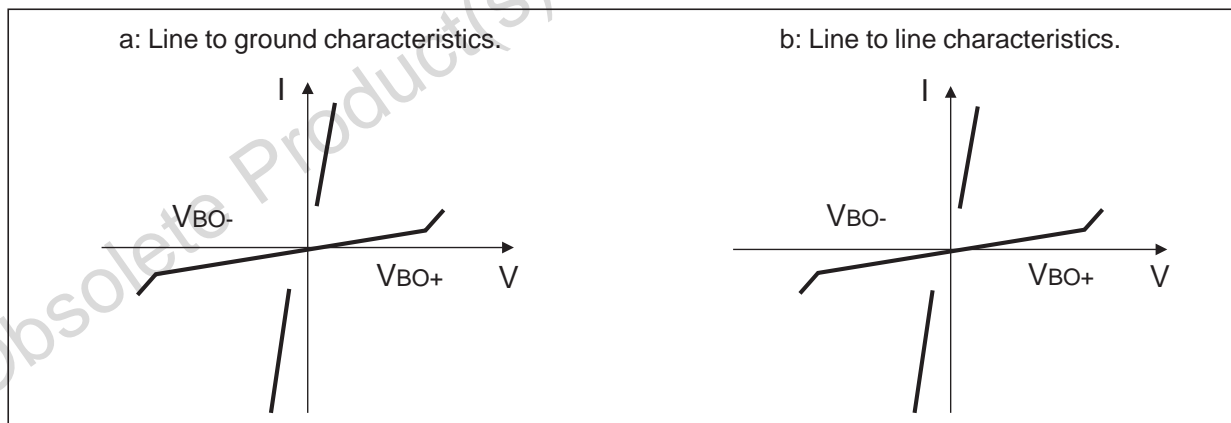 a: Line to ground characteristics.
b: Line to line characteristics.
I
VBO-
VBO+
V
I
VBO-
VBO+
V
Obsolete Product(s)